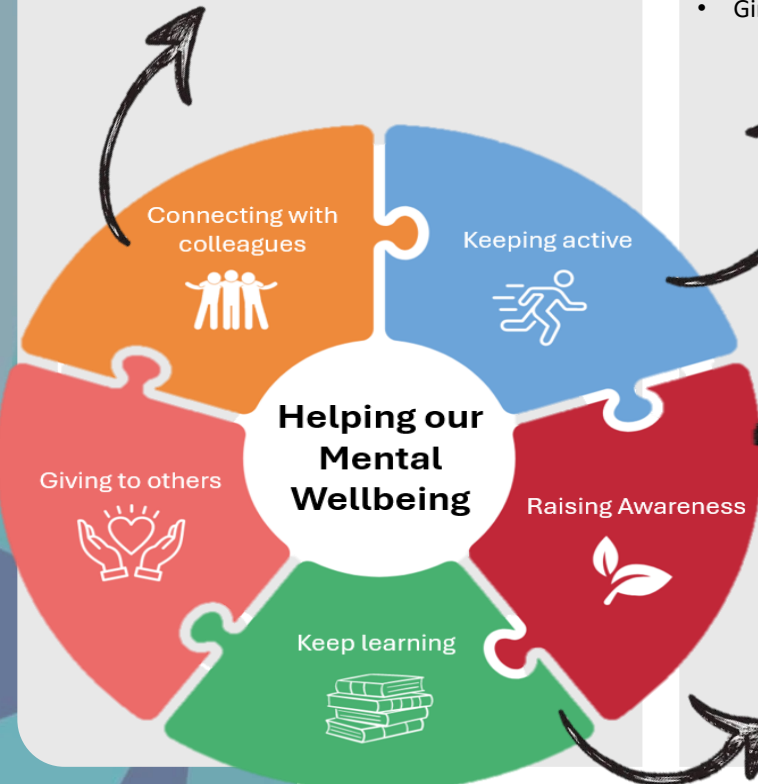 Connecting with
colleagues
Keeping active
Helping our
Mental
Wellbeing
Giving to others
Raising Awareness
Keep learning